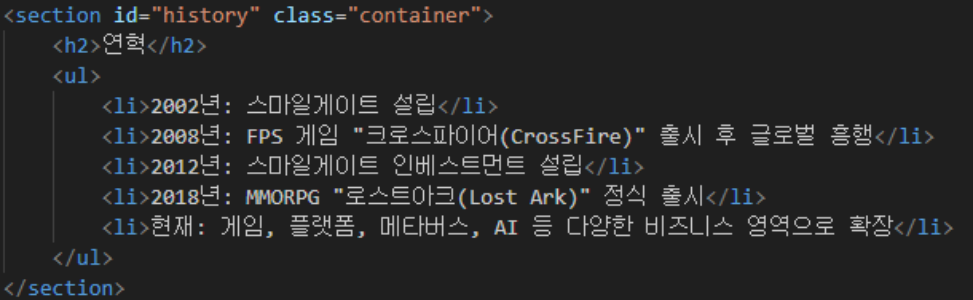 <section id="history" class="container">
<h2>연혁</h2>
<ul>
<li>2002년: 스마일게이트 설립</li>
<li>2008년: FPS 게임 "크로스파이어(CrossFire)" 출시 후 글로벌 흥행</li>
<li>2012년: 스마일게이트 인베스트먼트 설립</li>
<li>2018년: MMORPG "로스트아크(Lost Ark)" 정식 출시</li>
<li>현재: 게임, 플랫폼, 메타버스, AI 등 다양한 비즈니스 영역으로 확장</li>
</ul>
</section>